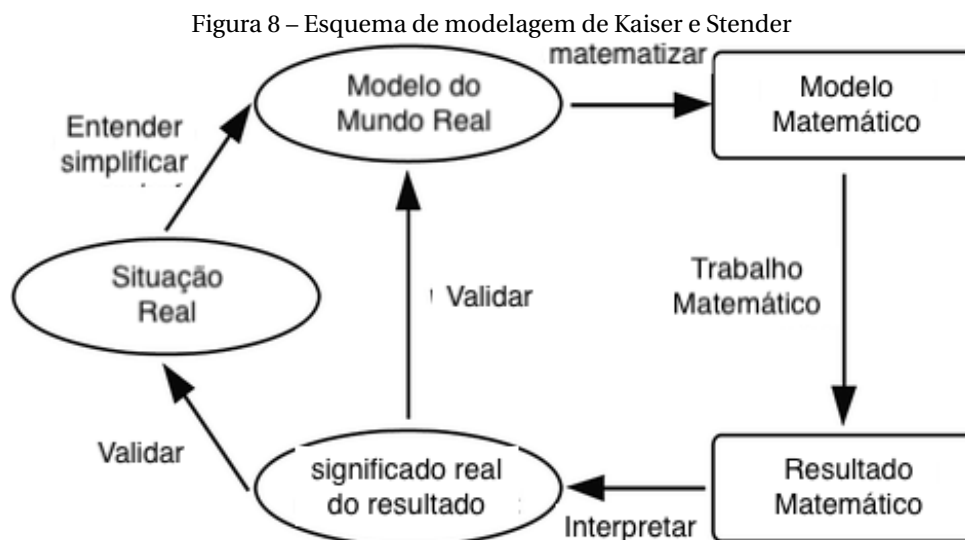 Figura 8 – Esquema de modelagem de Kaiser e Stender
matematizar
Modelo do
Mundo Real
Modelo
Matemático
Entender
simplificar
Situação
Real
Validar
Trabalho
Matemático
Validar
significado real
do resultado
Interpretar
Resultado
Matemático